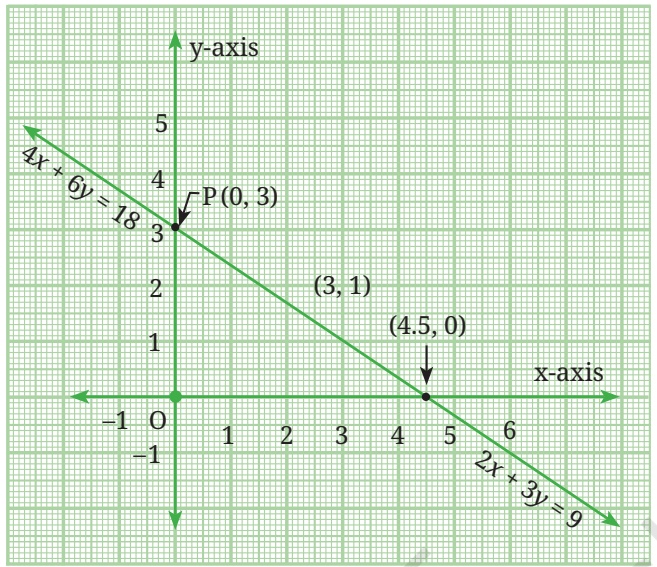 y-axis
5
4x + 6y = 18
4
P(0, 3)
3
2
(3, 1)
(4.5, 0)
1
x-axis
–1 O 1 2 3 4 5 6
–1
2x + 3y = 9